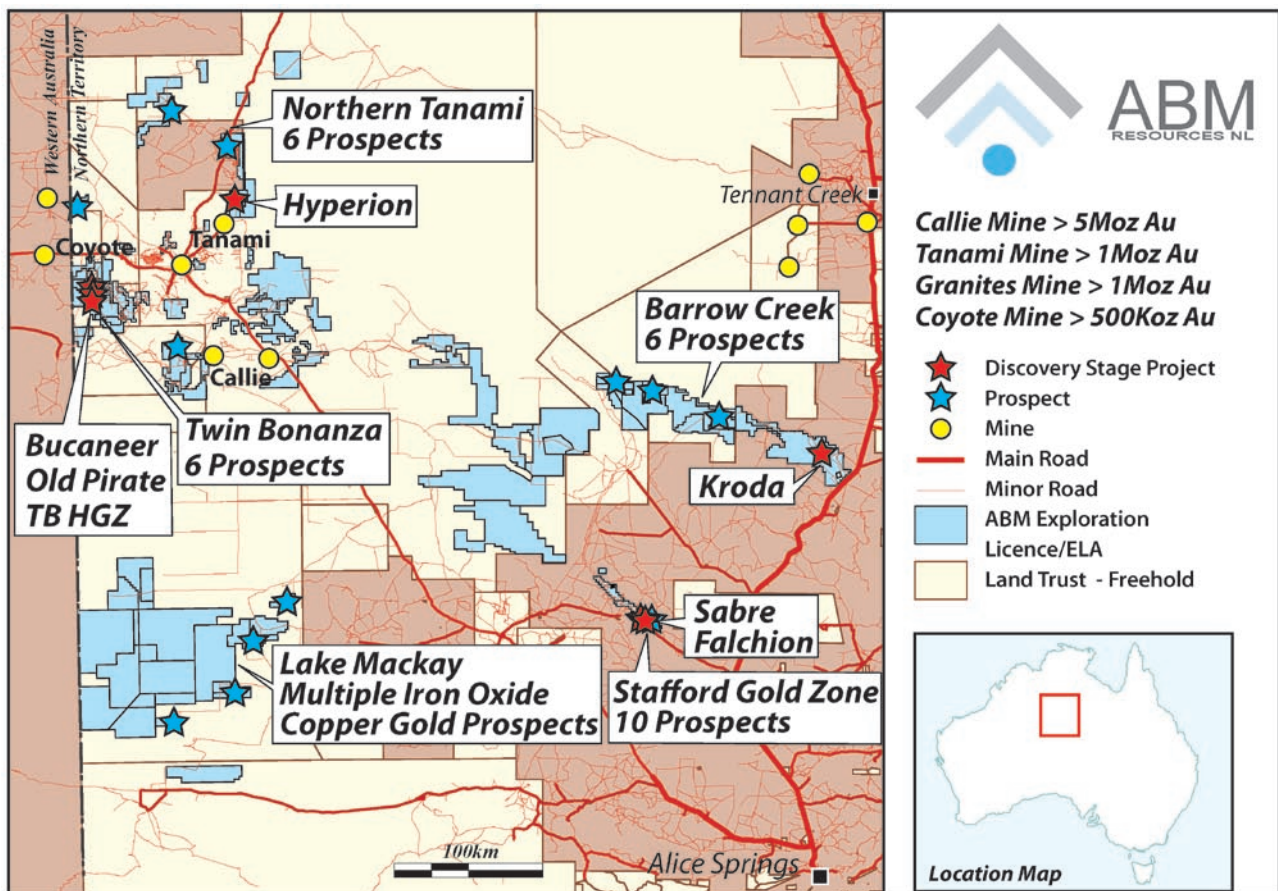 Western Australia
Northern Territory
Northern Tanami
6 Prospects
Hyperion
Tanami
Coyote
Callie
Bucaneer
Old Pirate
TB HGZ
Twin Bonanza
6 Prospects
Tennant Creek
Barrow Creek
6 Prospects
Kroda
Sabre
Falchion
Stafford Gold Zone
10 Prospects
Lake Mackay
Multiple Iron Oxide
Copper Gold Prospects
100km
Alice Springs
ABM
RESOURCES NL
Callie Mine > 5Moz Au
Tanami Mine > 1Moz Au
Granites Mine > 1Moz Au
Coyote Mine > 500Koz Au
Discovery Stage Project
Prospect
Mine
Main Road
Minor Road
ABM Exploration
Licence/ELA
Land Trust - Freehold
Location Map